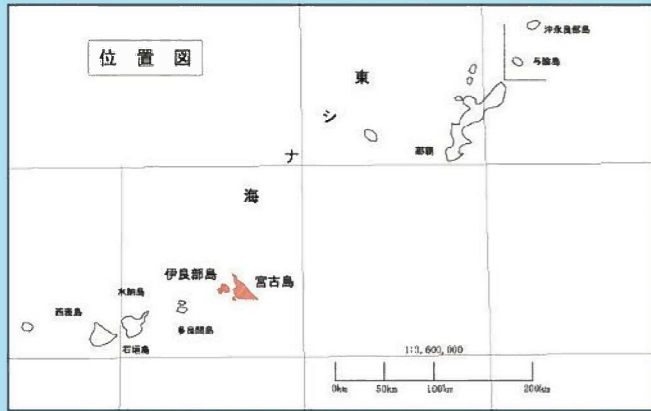 位置図
沖永良部島
与論島
東
シ
ナ
海
那覇
伊良部島
宮古島
水納島
西表島
多良間島
石垣島
1:3,600,000
0km 50km 100km 200km